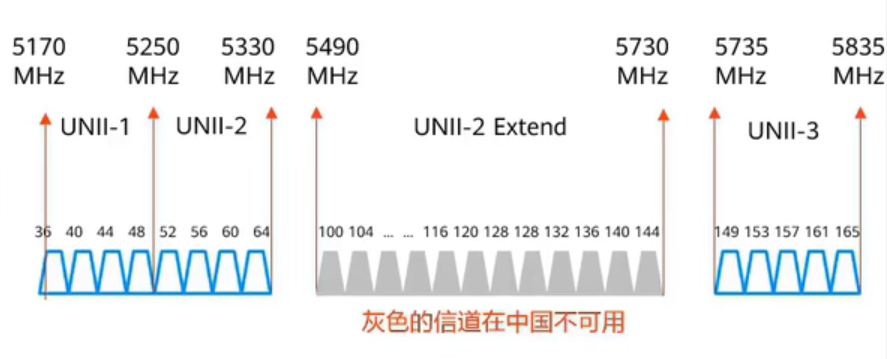 5170 MHz 5250 MHz 5330 MHz 5490 MHz 5730 MHz 5735 MHz 5835 MHz
UNII-1 UNII-2 UNII-2 Extend UNII-3
36 40 44 48 52 56 60 64 100 104 ... ... 116 120 128 128 132 136 140 144 149 153 157 161 165
灰色的信道在中国不可用